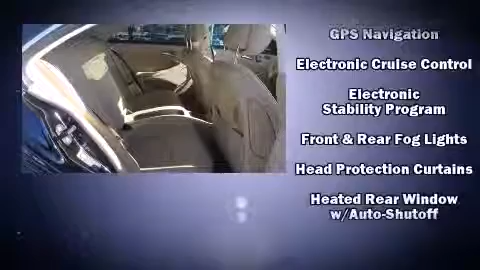 GPS Navigation
Electronic Cruise Control
Electronic
Stability Program
Front & Rear Fog Lights
Head Protection Curtains
Heated Rear Window
w/Auto-Shutoff